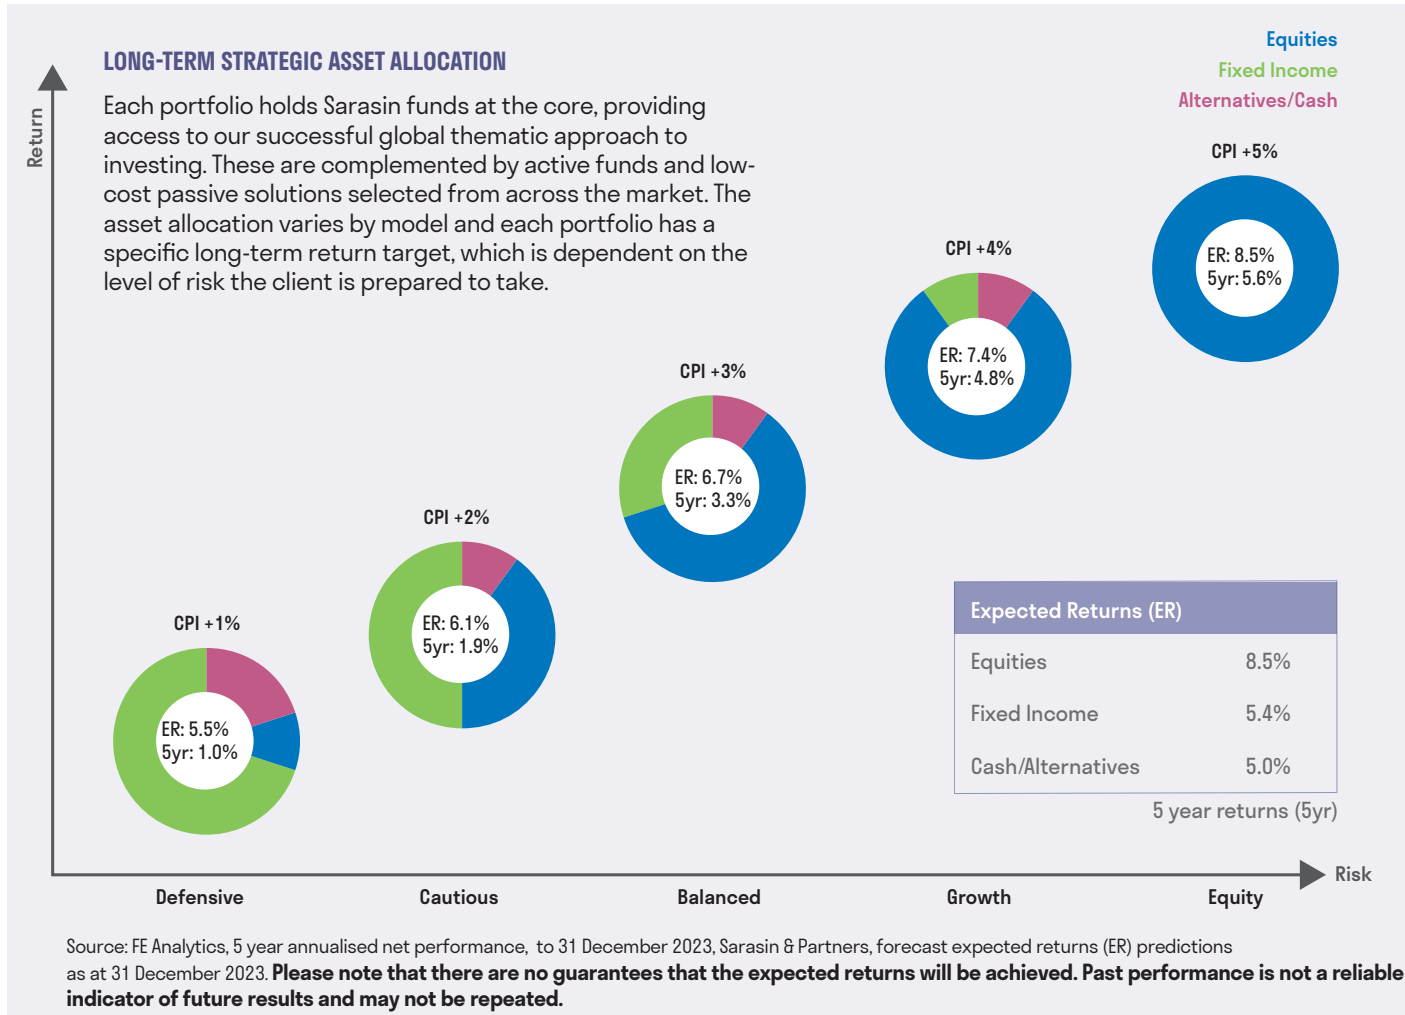 LONG-TERM STRATEGIC ASSET ALLOCATION
Each portfolio holds Sarasin funds at the core, providing
access to our successful global thematic approach to
investing. These are complemented by active funds and low-
cost passive solutions selected from across the market. The
asset allocation varies by model and each portfolio has a
specific long-term return target, which is dependent on the
level of risk the client is prepared to take.
Equities
Fixed Income
Alternatives/Cash
Return
CPI +5%
ER: 8.5%
5yr: 5.6%
CPI +4%
ER: 7.4%
5yr: 4.8%
CPI +3%
ER: 6.7%
5yr: 3.3%
CPI +2%
ER: 6.1%
5yr: 1.9%
CPI +1%
ER: 5.5%
5yr: 1.0%
Expected Returns (ER)
Equities 8.5%
Fixed Income 5.4%
Cash/Alternatives 5.0%
5 year returns (5yr)
Risk
Defensive Cautious Balanced Growth Equity
Source: FE Analytics, 5 year annualised net performance, to 31 December 2023, Sarasin & Partners, forecast expected returns (ER) predictions
as at 31 December 2023. Please note that there are no guarantees that the expected returns will be achieved. Past performance is not a reliable
indicator of future results and may not be repeated.